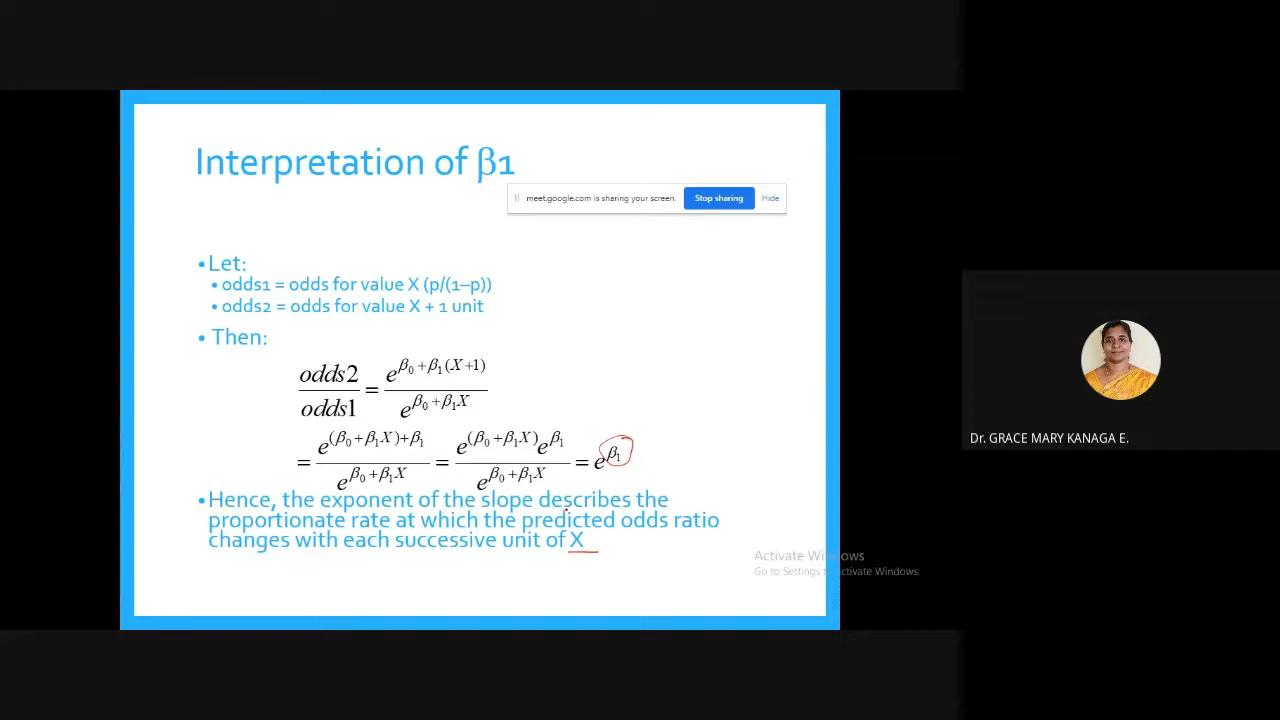 Interpretation of β1
meet.google.com is sharing your screen. Stop sharing Hide
• Let:
• odds1 = odds for value X (p/(1–p))
• odds2 = odds for value X + 1 unit
• Then:
odds2 / odds1 = e^(β₀+β₁(X+1)) / e^(β₀+β₁X)
= e^((β₀+β₁X)+β₁) / e^(β₀+β₁X) = e^(β₀+β₁X) e^β₁ / e^(β₀+β₁X) = e^β₁
• Hence, the exponent of the slope describes the
proportionate rate at which the predicted odds ratio
changes with each successive unit of X
Dr. GRACE MARY KANAGA E.
Activate Windows
Go to Settings to activate Windows.